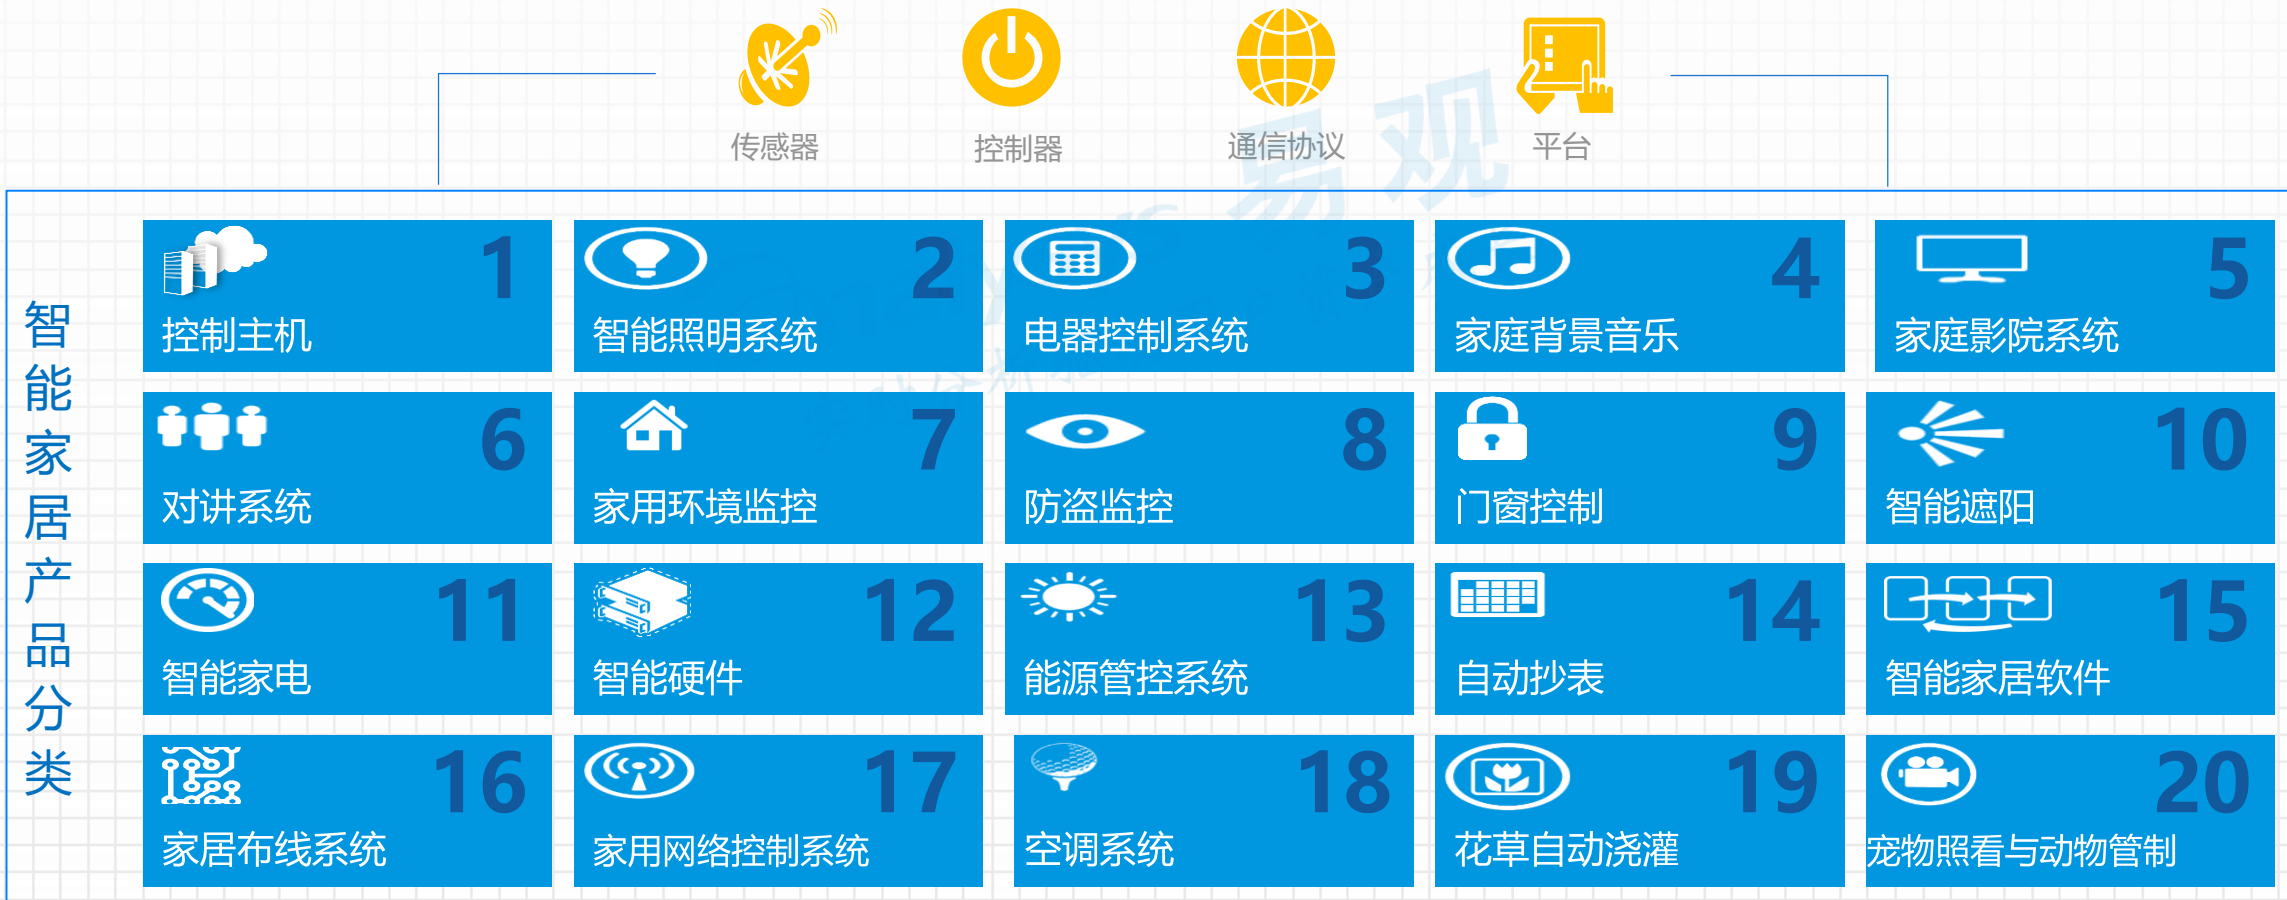 传感器
控制器
通信协议
平台
易观
智能家居产品分类
1
控制主机
2
智能照明系统
3
电器控制系统
4
家庭背景音乐
5
家庭影院系统
6
对讲系统
7
家用环境监控
8
防盗监控
9
门窗控制
10
智能遮阳
11
智能家电
12
智能硬件
13
能源管控系统
14
自动抄表
15
智能家居软件
16
家居布线系统
17
家用网络控制系统
18
空调系统
19
花草自动浇灌
20
宠物照看与动物管制